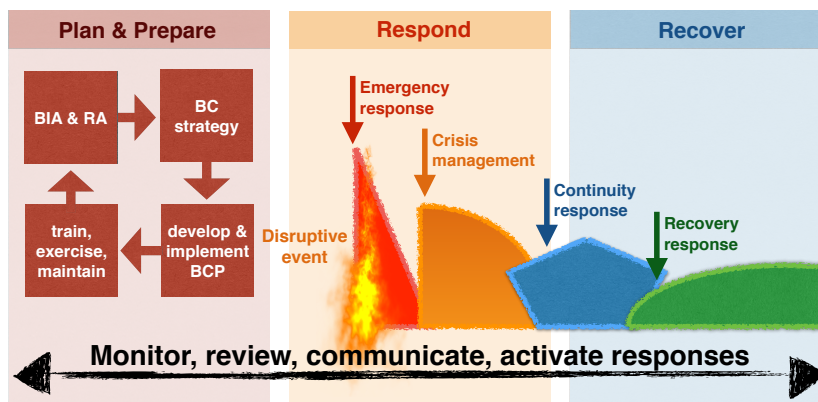 Plan & Prepare
Respond
Recover
BIA & RA
BC
strategy
train,
exercise,
maintain
develop &
implement
BCP
Emergency
response
Crisis
management
Disruptive
event
Continuity
response
Recovery
response
Monitor, review, communicate, activate responses